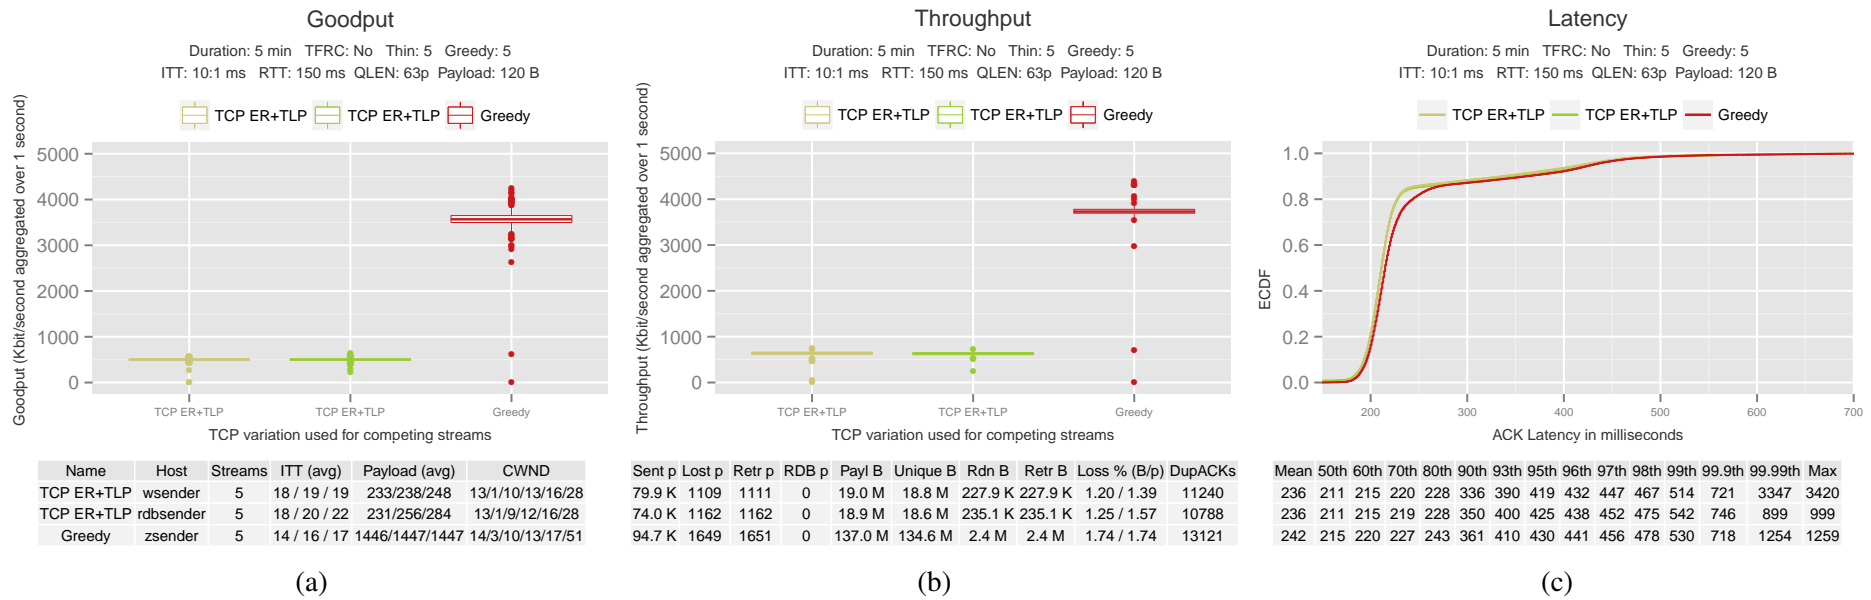 Goodput
Duration: 5 min TFRC: No Thin: 5 Greedy: 5
ITT: 10:1 ms RTT: 150 ms QLEN: 63p Payload: 120 B
TCP ER+TLP TCP ER+TLP Greedy
Goodput (Kbit/second aggregated over 1 second)
5000
4000
3000
2000
1000
0
TCP ER+TLP TCP ER+TLP Greedy
TCP variation used for competing streams
Name Host Streams ITT (avg) Payload (avg) CWND
TCP ER+TLP wsender 5 18 / 19 / 19 233/238/248 13/1/10/13/16/28
TCP ER+TLP rdbsender 5 18 / 20 / 22 231/256/284 13/1/9/12/16/28
Greedy zsender 5 14 / 16 / 17 1446/1447/1447 14/3/10/13/17/51
(a)
Throughput
Duration: 5 min TFRC: No Thin: 5 Greedy: 5
ITT: 10:1 ms RTT: 150 ms QLEN: 63p Payload: 120 B
TCP ER+TLP TCP ER+TLP Greedy
Throughput (Kbit/second aggregated over 1 second)
5000
4000
3000
2000
1000
0
TCP ER+TLP TCP ER+TLP Greedy
TCP variation used for competing streams
Sent p Lost p Retr p RDB p Payl B Unique B Rdn B Retr B Loss % (B/p) DupACKs
79.9 K 1109 1111 0 19.0 M 18.8 M 227.9 K 227.9 K 1.20 / 1.39 11240
74.0 K 1162 1162 0 18.9 M 18.6 M 235.1 K 235.1 K 1.25 / 1.57 10788
94.7 K 1649 1651 0 137.0 M 134.6 M 2.4 M 2.4 M 1.74 / 1.74 13121
(b)
Latency
Duration: 5 min TFRC: No Thin: 5 Greedy: 5
ITT: 10:1 ms RTT: 150 ms QLEN: 63p Payload: 120 B
TCP ER+TLP TCP ER+TLP Greedy
ECDF
1.0
0.8
0.6
0.4
0.2
0.0
200 300 400 500 600 700
ACK Latency in milliseconds
Mean 50th 60th 70th 80th 90th 93th 95th 96th 97th 98th 99th 99.9th 99.99th Max
236 211 215 220 228 336 390 419 432 447 467 514 721 3347 3420
236 211 215 219 228 350 400 425 438 452 475 542 746 899 999
242 215 220 227 243 361 410 430 441 456 478 530 718 1254 1259
(c)